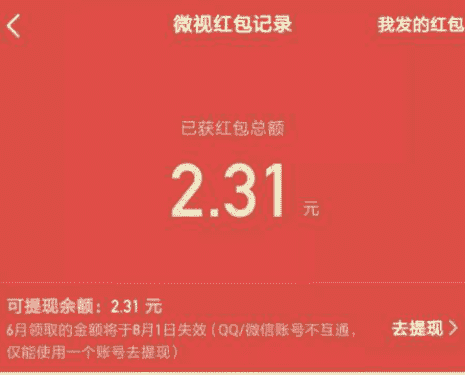 微视红包记录
我发的红包
已获红包总额
2.31 元
可提现余额：2.31 元
6月领取的金额将于8月1日失效（QQ/微信账号不互通，
仅能使用一个账号去提现）
去提现